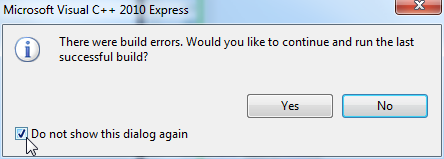 Microsoft Visual C++ 2010 Express
There were build errors. Would you like to continue and run the last
successful build?
Yes
No
Do not show this dialog again